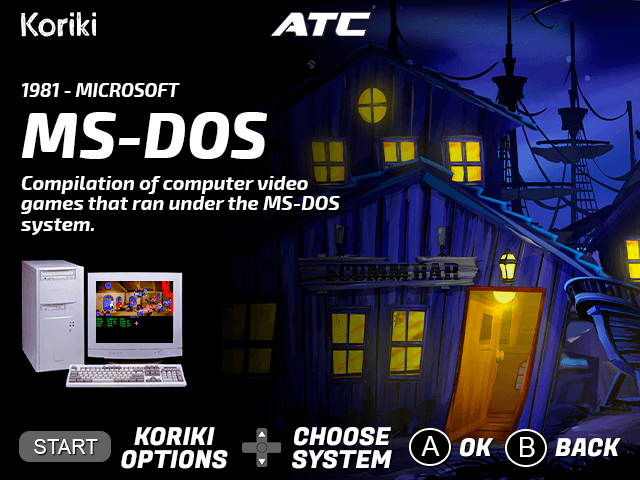 Koriki
ATC
1981 - MICROSOFT
MS-DOS
Compilation of computer video
games that ran under the MS-DOS
system.
SCUMM BAR
START
KORIKI
OPTIONS
CHOOSE
SYSTEM
A
OK
B
BACK